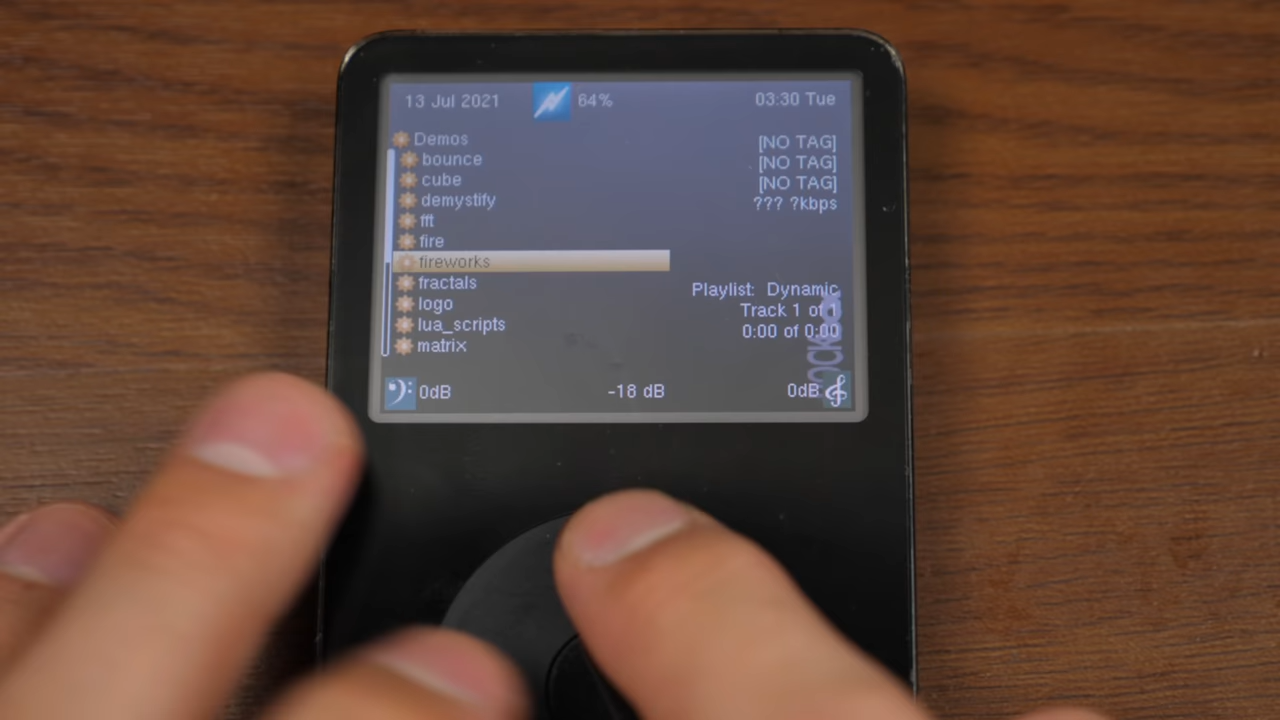 13 Jul 2021 64% 03:30 Tue
Demos
bounce
cube
demystify
fft
fire
fireworks
fractals
logo
lua_scripts
matrix
[NO TAG]
[NO TAG]
[NO TAG]
??? ?kbps
Playlist: Dynamic
Track 1 of 1
0:00 of 0:00
0dB -18 dB 0dB